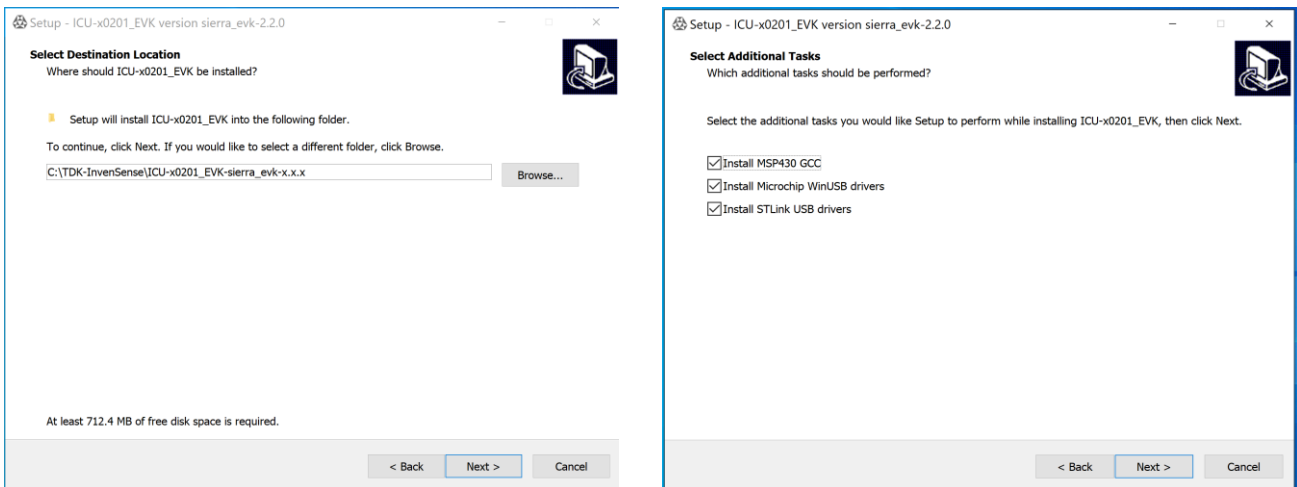 Setup - ICU-x0201_EVK version sierra_evk-2.2.0
Select Destination Location
Where should ICU-x0201_EVK be installed?
Setup will install ICU-x0201_EVK into the following folder.
To continue, click Next. If you would like to select a different folder, click Browse.
C:\TDK-InvenSense\ICU-x0201_EVK-sierra_evk-x.x.x
Browse...
At least 712.4 MB of free disk space is required.
< Back
Next >
Cancel
Setup - ICU-x0201_EVK version sierra_evk-2.2.0
Select Additional Tasks
Which additional tasks should be performed?
Select the additional tasks you would like Setup to perform while installing ICU-x0201_EVK, then click Next.
Install MSP430 GCC
Install Microchip WinUSB drivers
Install STLink USB drivers
< Back
Next >
Cancel